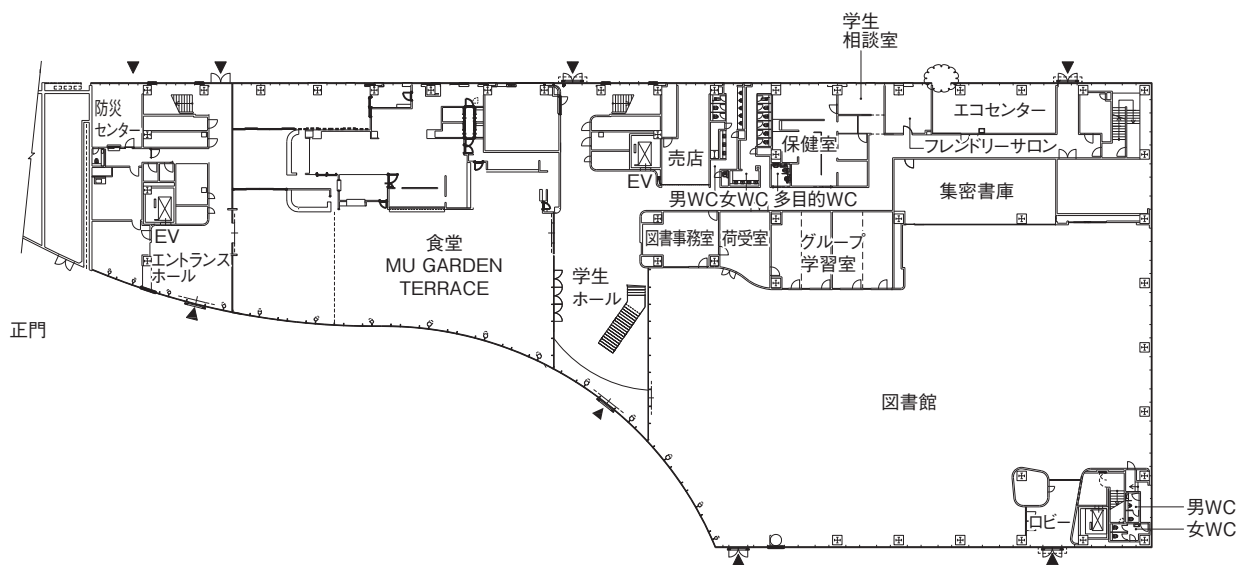 学生
相談室
防災
センター
エコセンター
売店
保健室
フレンドリーサロン
EV
男WC
女WC
多目的WC
集密書庫
EV
エントランス
ホール
食堂
MU GARDEN
TERRACE
図書事務室
荷受室
グループ
学習室
学生
ホール
正門
図書館
ロビー
男WC
女WC